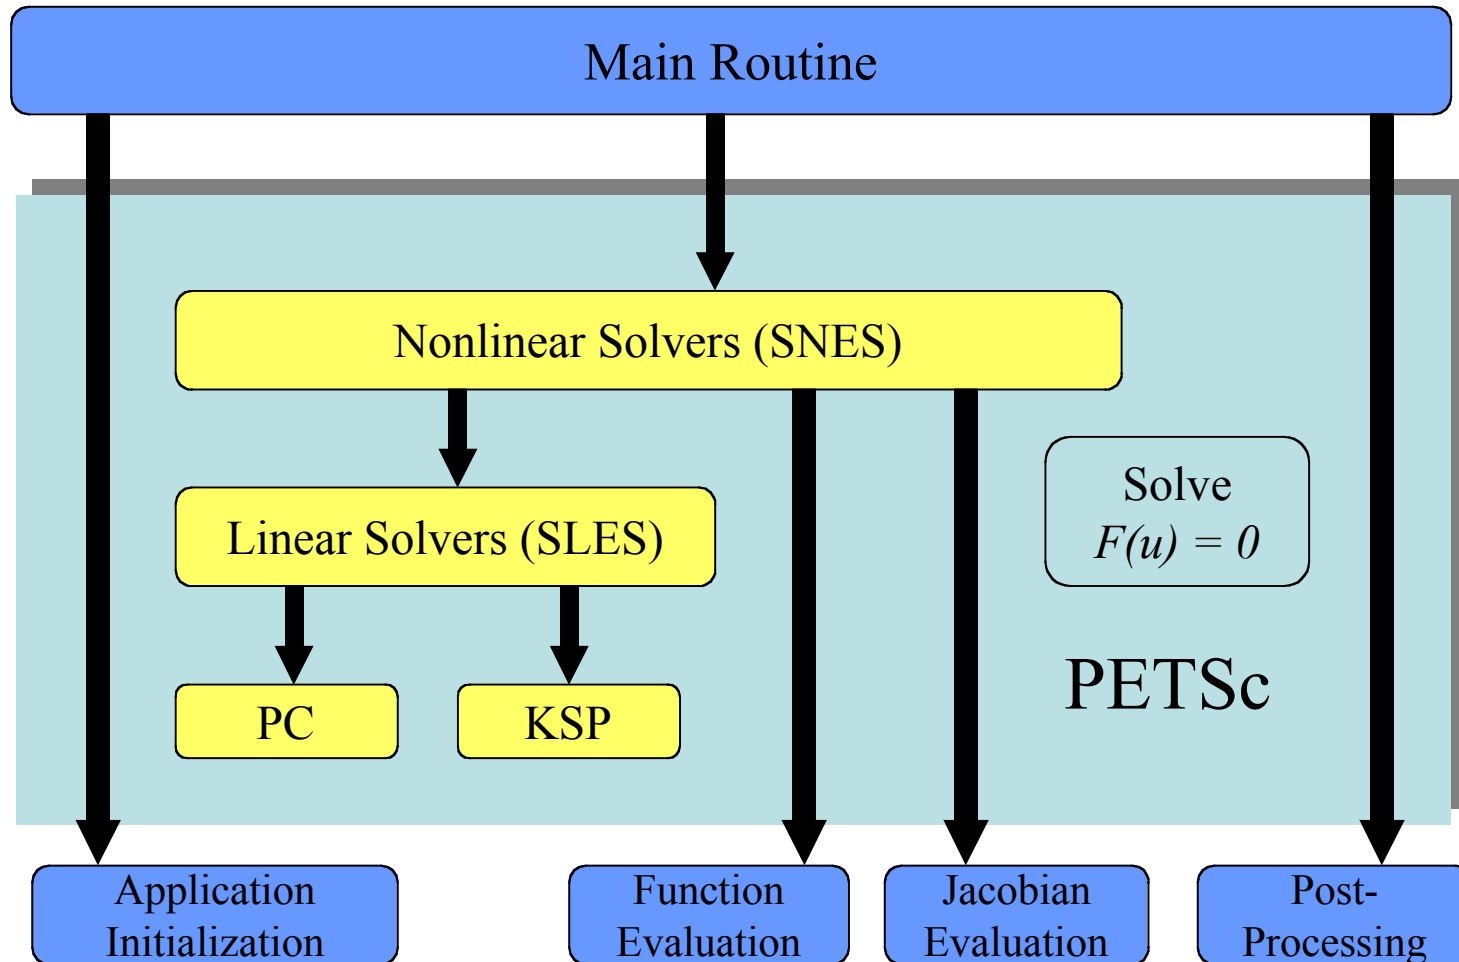 Main Routine
Nonlinear Solvers (SNES)
Linear Solvers (SLES)
Solve
F(u) = 0
PC
KSP
PETSc
Application
Initialization
Function
Evaluation
Jacobian
Evaluation
Post-
Processing